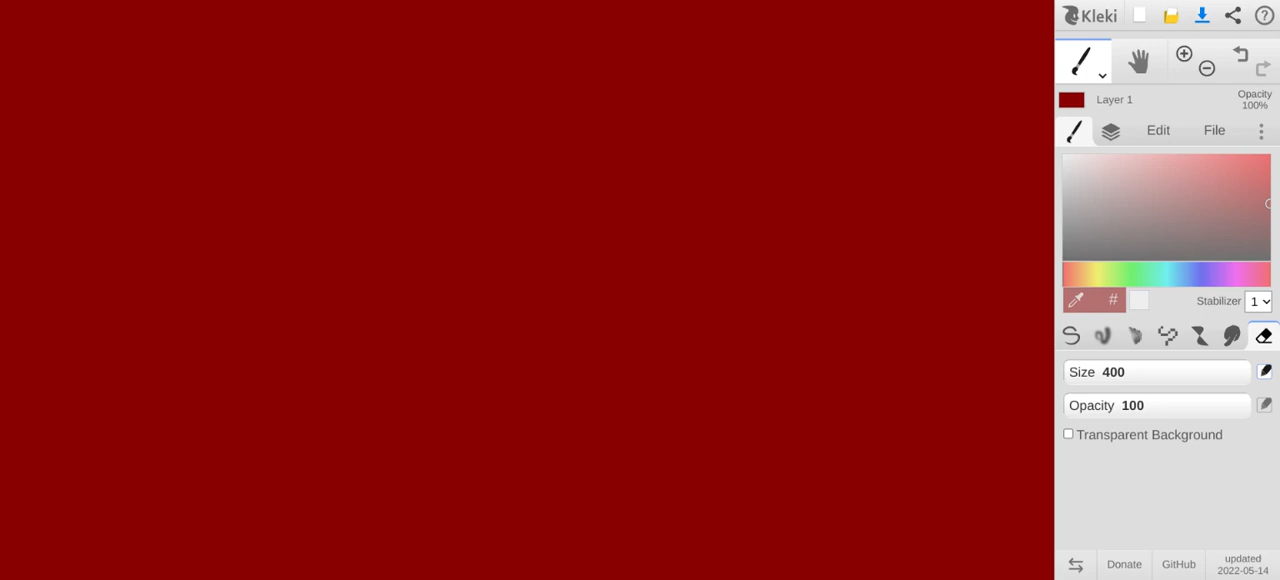 Kleki
Layer 1
Opacity
100%
Edit
File
#
Stabilizer 1
Size 400
Opacity 100
Transparent Background
Donate
GitHub
updated
2022-05-14